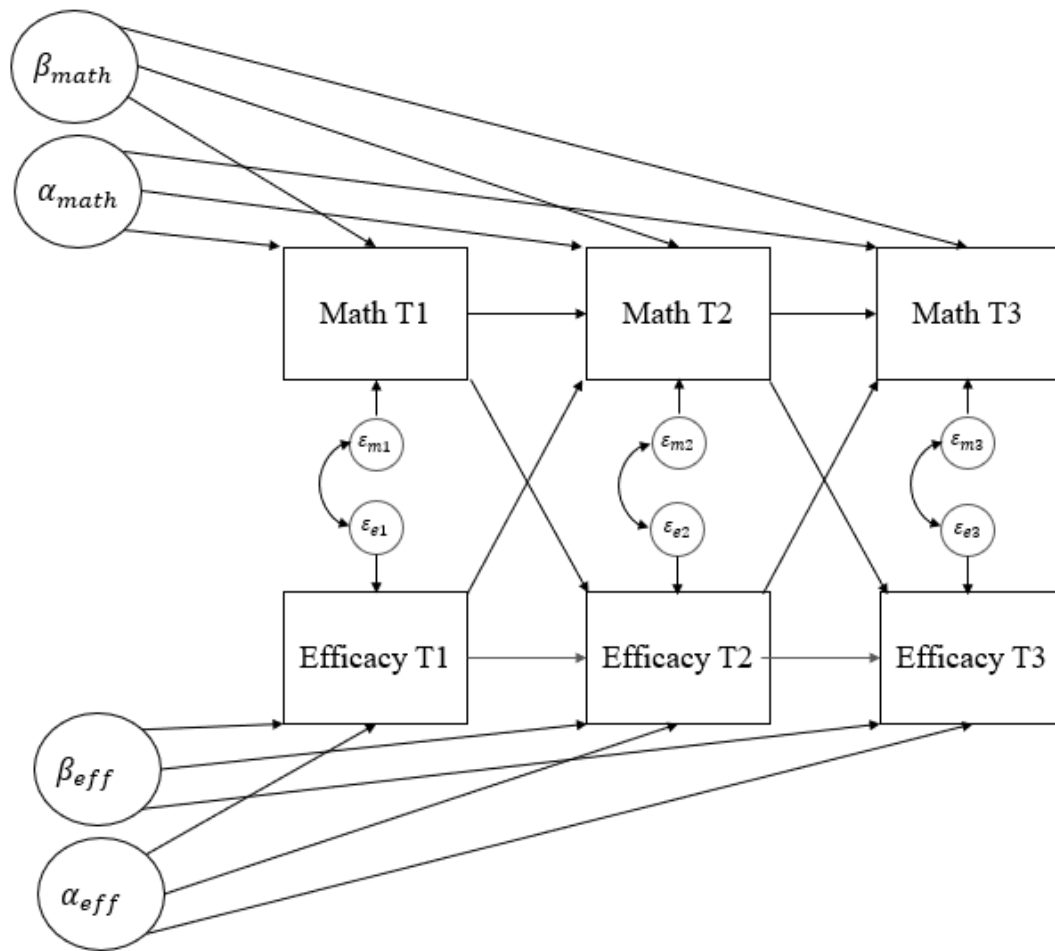 β_math
α_math
Math T1 Math T2 Math T3
ε_m1 ε_m2 ε_m3
ε_e1 ε_e2 ε_e3
Efficacy T1 Efficacy T2 Efficacy T3
β_eff
α_eff